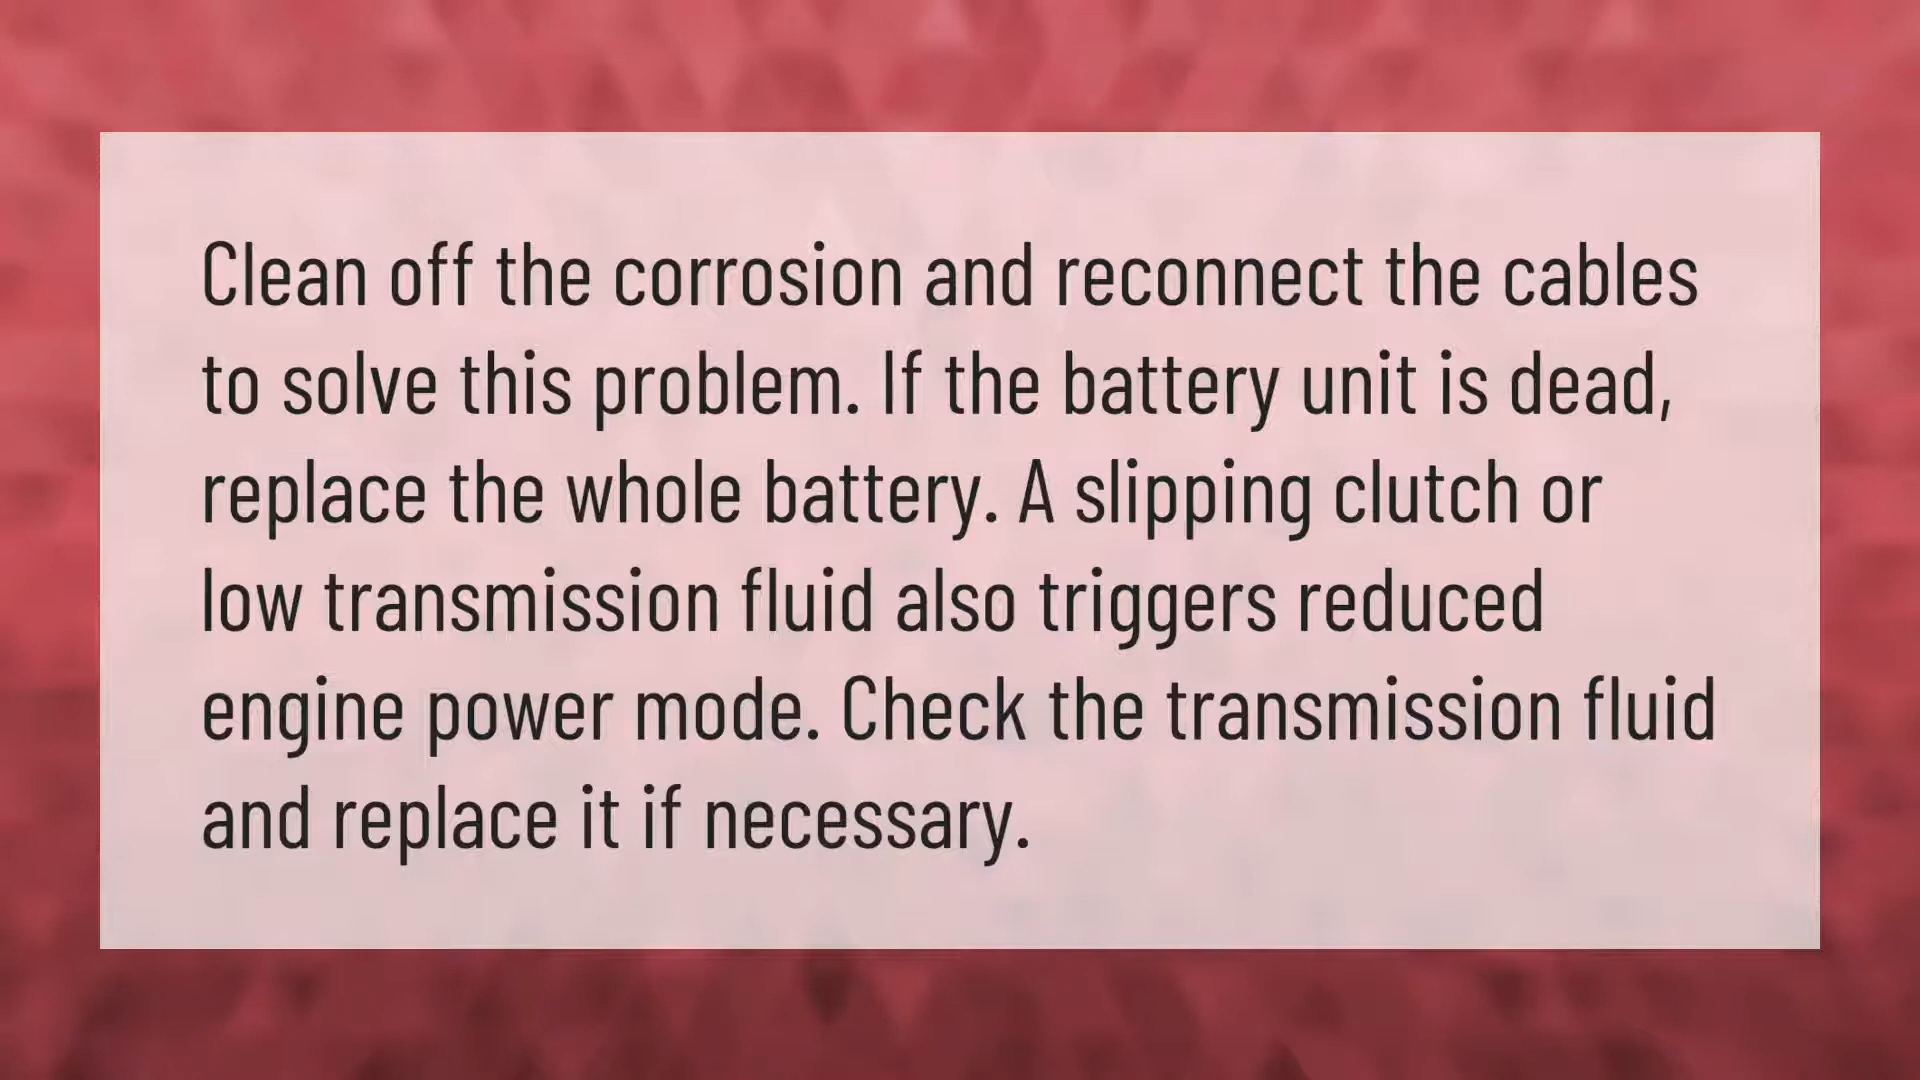 Clean off the corrosion and reconnect the cables
to solve this problem. If the battery unit is dead,
replace the whole battery. A slipping clutch or
low transmission fluid also triggers reduced
engine power mode. Check the transmission fluid
and replace it if necessary.